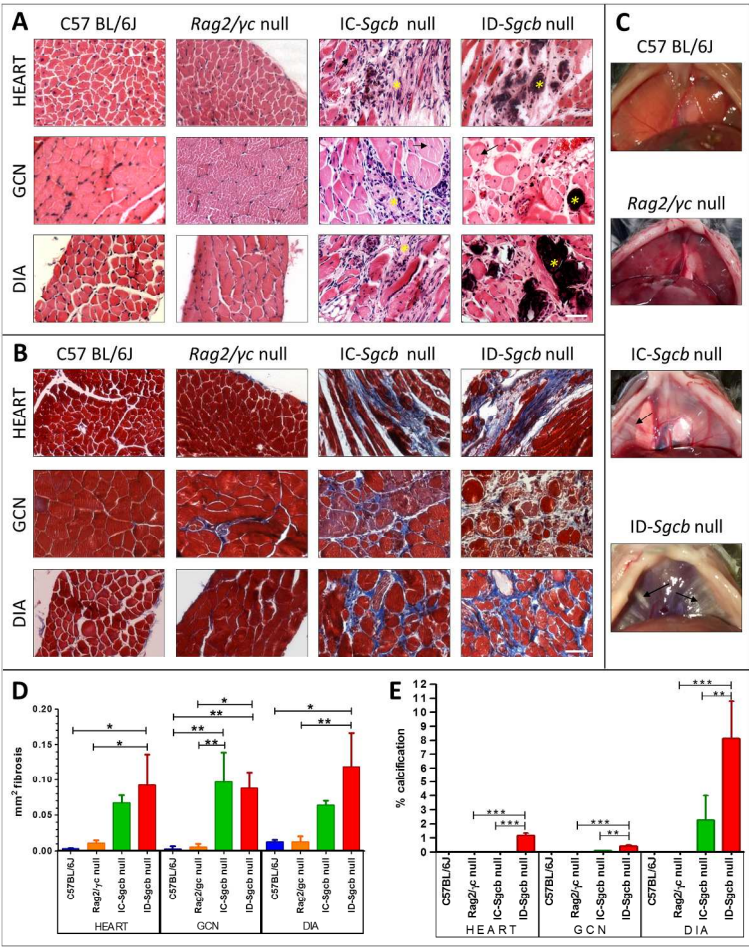 A
C57 BL/6J
Rag2/γc null
IC-Sgcb null
ID-Sgcb null
HEART
*
*
GCN
*
*
DIA
*
*
B
C57 BL/6J
Rag2/γc null
IC-Sgcb null
ID-Sgcb null
HEART
GCN
DIA
C
C57 BL/6J
Rag2/γc null
IC-Sgcb null
ID-Sgcb null
D
mm2 fibrosis
0.20
0.15
0.10
0.05
0.00
*
*
*
**
**
**
*
**
C57BL/6J
Rag2/γc null
IC-Sgcb null
ID-Sgcb null
C57BL/6J
Rag2/gc null
IC-Sgcb null
ID-Sgcb null
C57BL/6J
Rag2/γc null
IC-Sgcb null
ID-Sgcb null
HEART
GCN
DIA
E
% calcification
12
11
10
9
8
7
6
5
4
3
2
1
0
***
***
***
**
***
**
C57BL/6J
Rag2/γc null
IC-Sgcb null
ID-Sgcb null
C57BL/6J
Rag2/γc null
IC-Sgcb null
ID-Sgcb null
C57BL/6J
Rag2/γc null
IC-Sgcb null
ID-Sgcb null
HEART
GCN
DIA